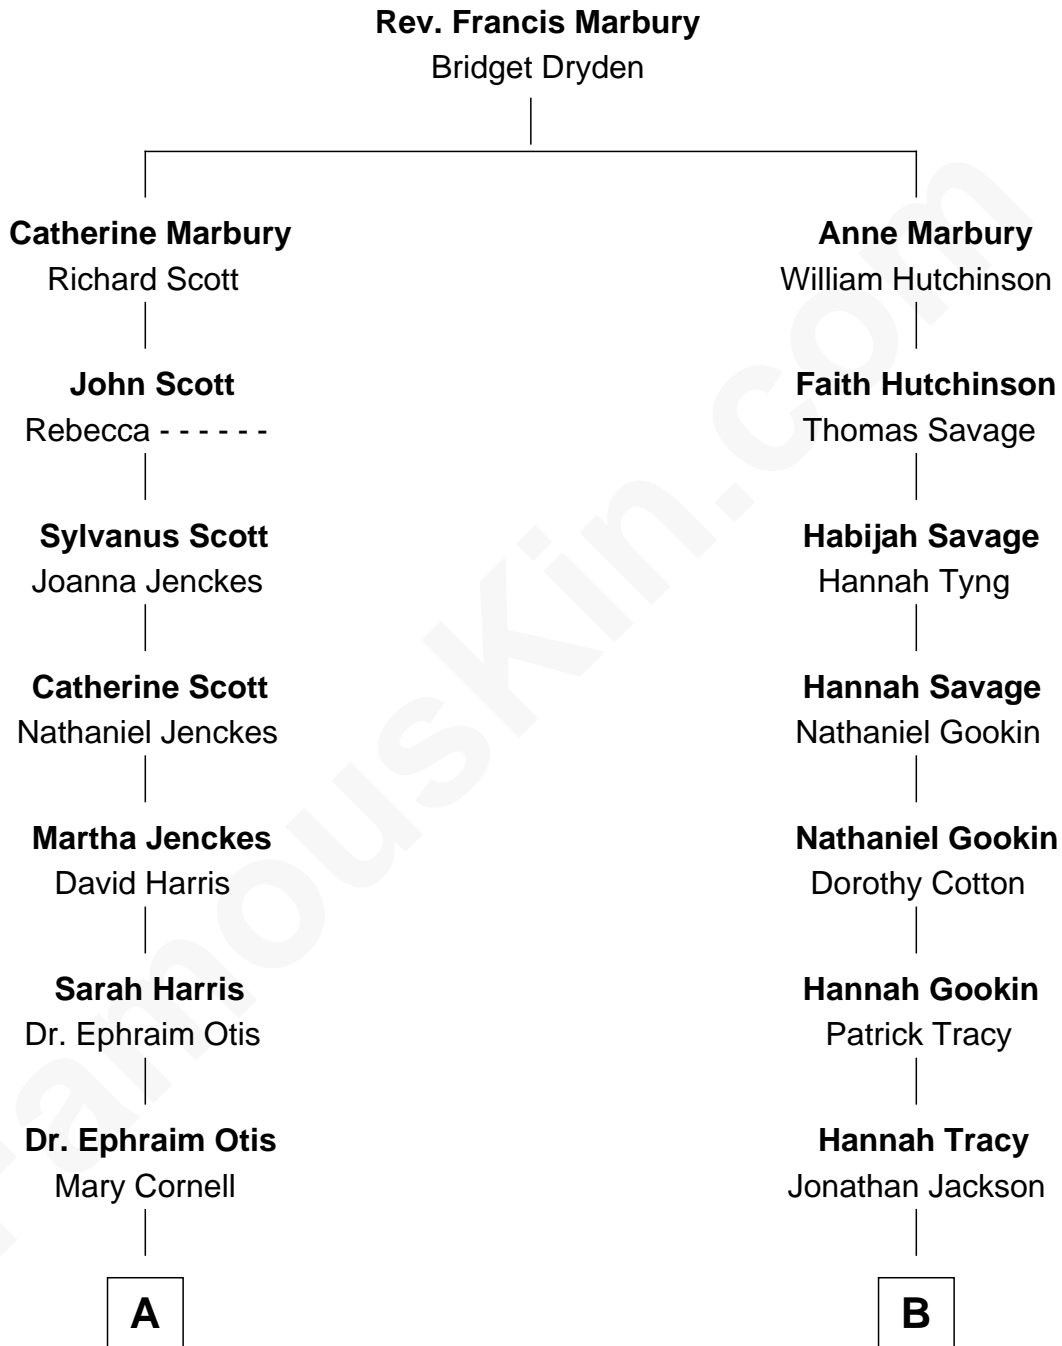 Rev. Francis Marbury
Bridget Dryden
Catherine Marbury
Richard Scott
John Scott
Rebecca - - - - - -
Sylvanus Scott
Joanna Jenckes
Catherine Scott
Nathaniel Jenckes
Martha Jenckes
David Harris
Sarah Harris
Dr. Ephraim Otis
Dr. Ephraim Otis
Mary Cornell
A
Anne Marbury
William Hutchinson
Faith Hutchinson
Thomas Savage
Habijah Savage
Hannah Tyng
Hannah Savage
Nathaniel Gookin
Nathaniel Gookin
Dorothy Cotton
Hannah Gookin
Patrick Tracy
Hannah Tracy
Jonathan Jackson
B
FamousKin.com